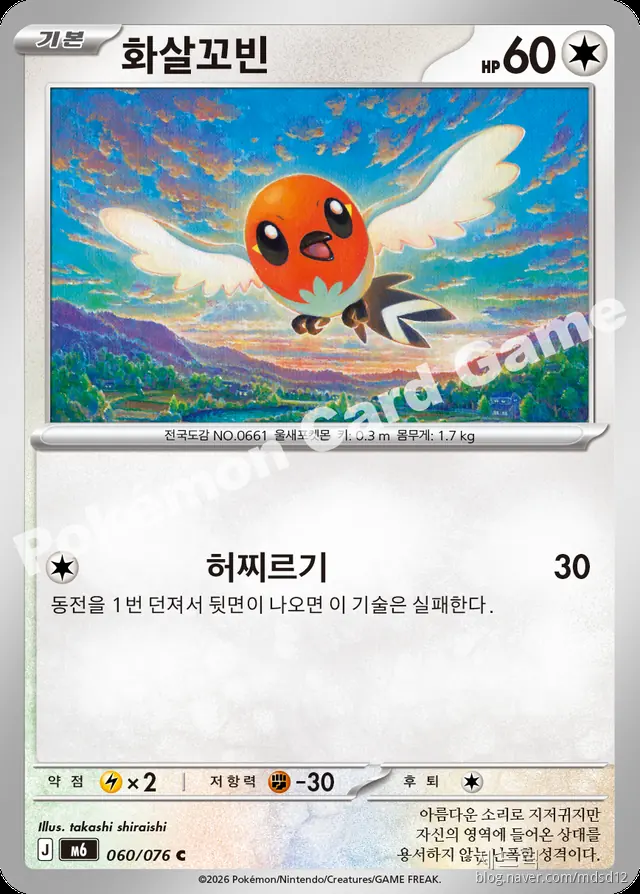 기본
화살꼬빈
HP 60
전국도감 NO.0661 울새포켓몬 키: 0.3 m 몸무게: 1.7 kg
Pokémon Card Game
허찌르기 30
동전을 1번 던져서 뒷면이 나오면 이 기술은 실패한다.
약점 ×2 저항력 -30 후퇴
Illus. takashi shiraishi
J M6 060/076 C
아름다운 소리로 지저귀지만
자신의 영역에 들어온 상대를
용서하지 않는 난폭한 성격이다.
blog.naver.com/mdsd12
©2026 Pokémon/Nintendo/Creatures/GAME FREAK.